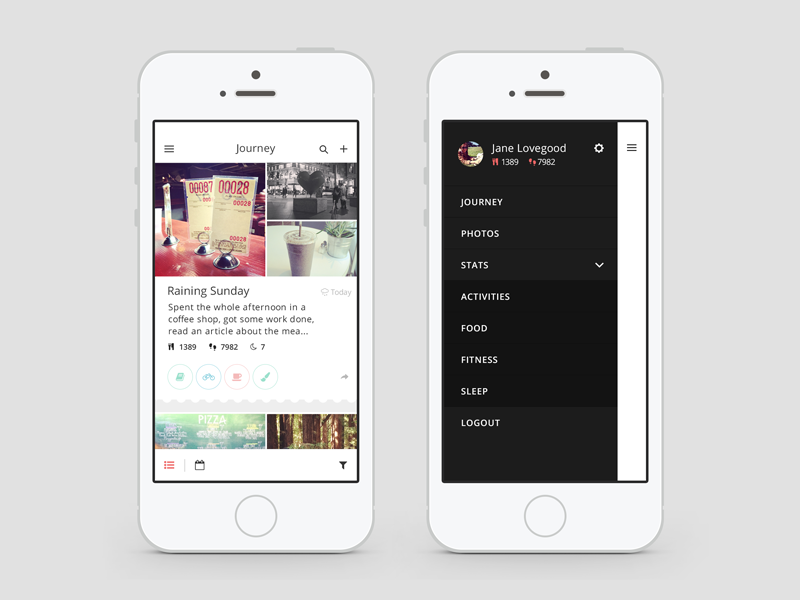 Journey
00087
00028
00028
00028
Raining Sunday
Today
Spent the whole afternoon in a
coffee shop, got some work done,
read an article about the mea...
1389 7982 7
PIZZA
Jane Lovegood
1389 7982
JOURNEY
PHOTOS
STATS
ACTIVITIES
FOOD
FITNESS
SLEEP
LOGOUT